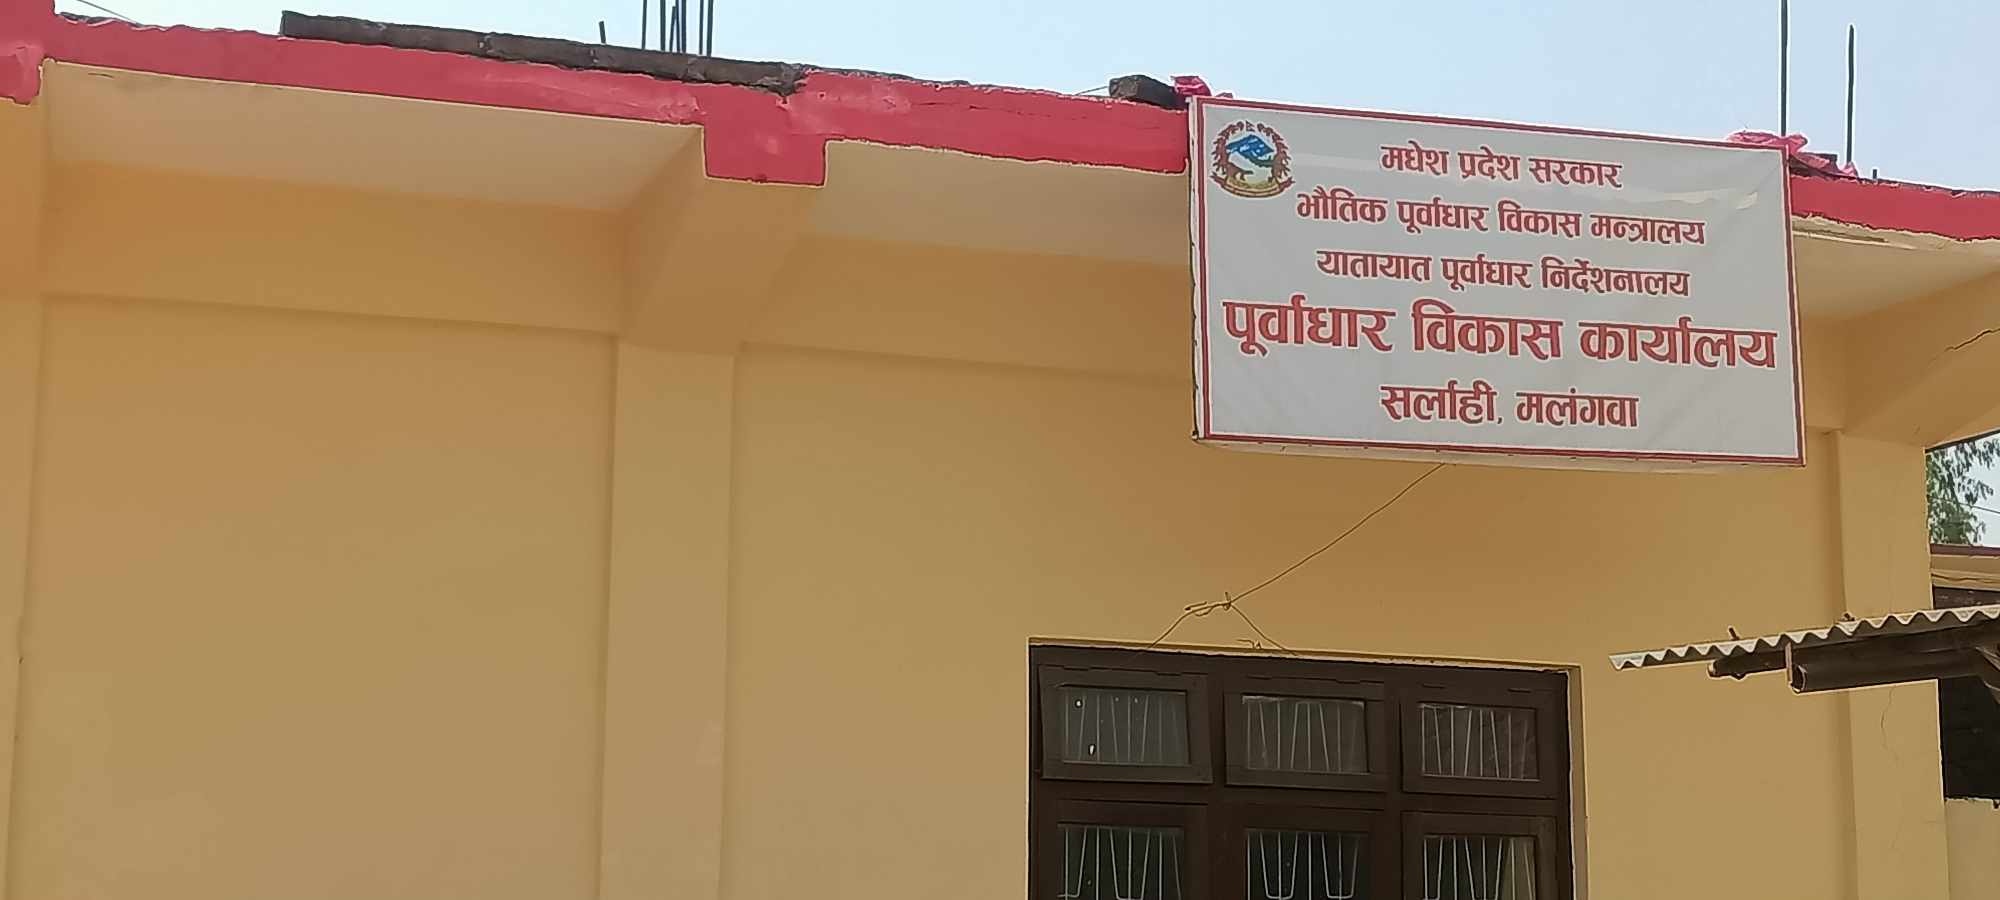 मधेश प्रदेश सरकार
भौतिक पूर्वाधार विकास मन्त्रालय
यातायात पूर्वाधार निर्देशनालय
पूर्वाधार विकास कार्यालय
सर्लाही, मलंगवा